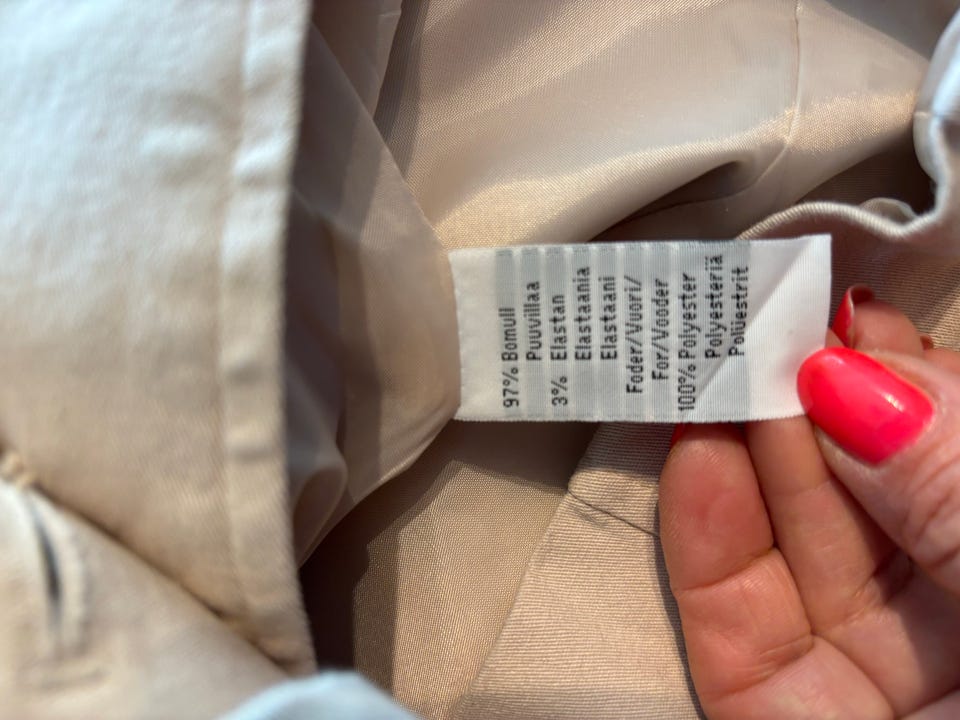 97% Bomull
Puuvillaa
3% Elastan
Elastaania
Elastaani
Foder/Vuori/
For/Vooder
100% Polyester
Polyesteriä
Polüestrit